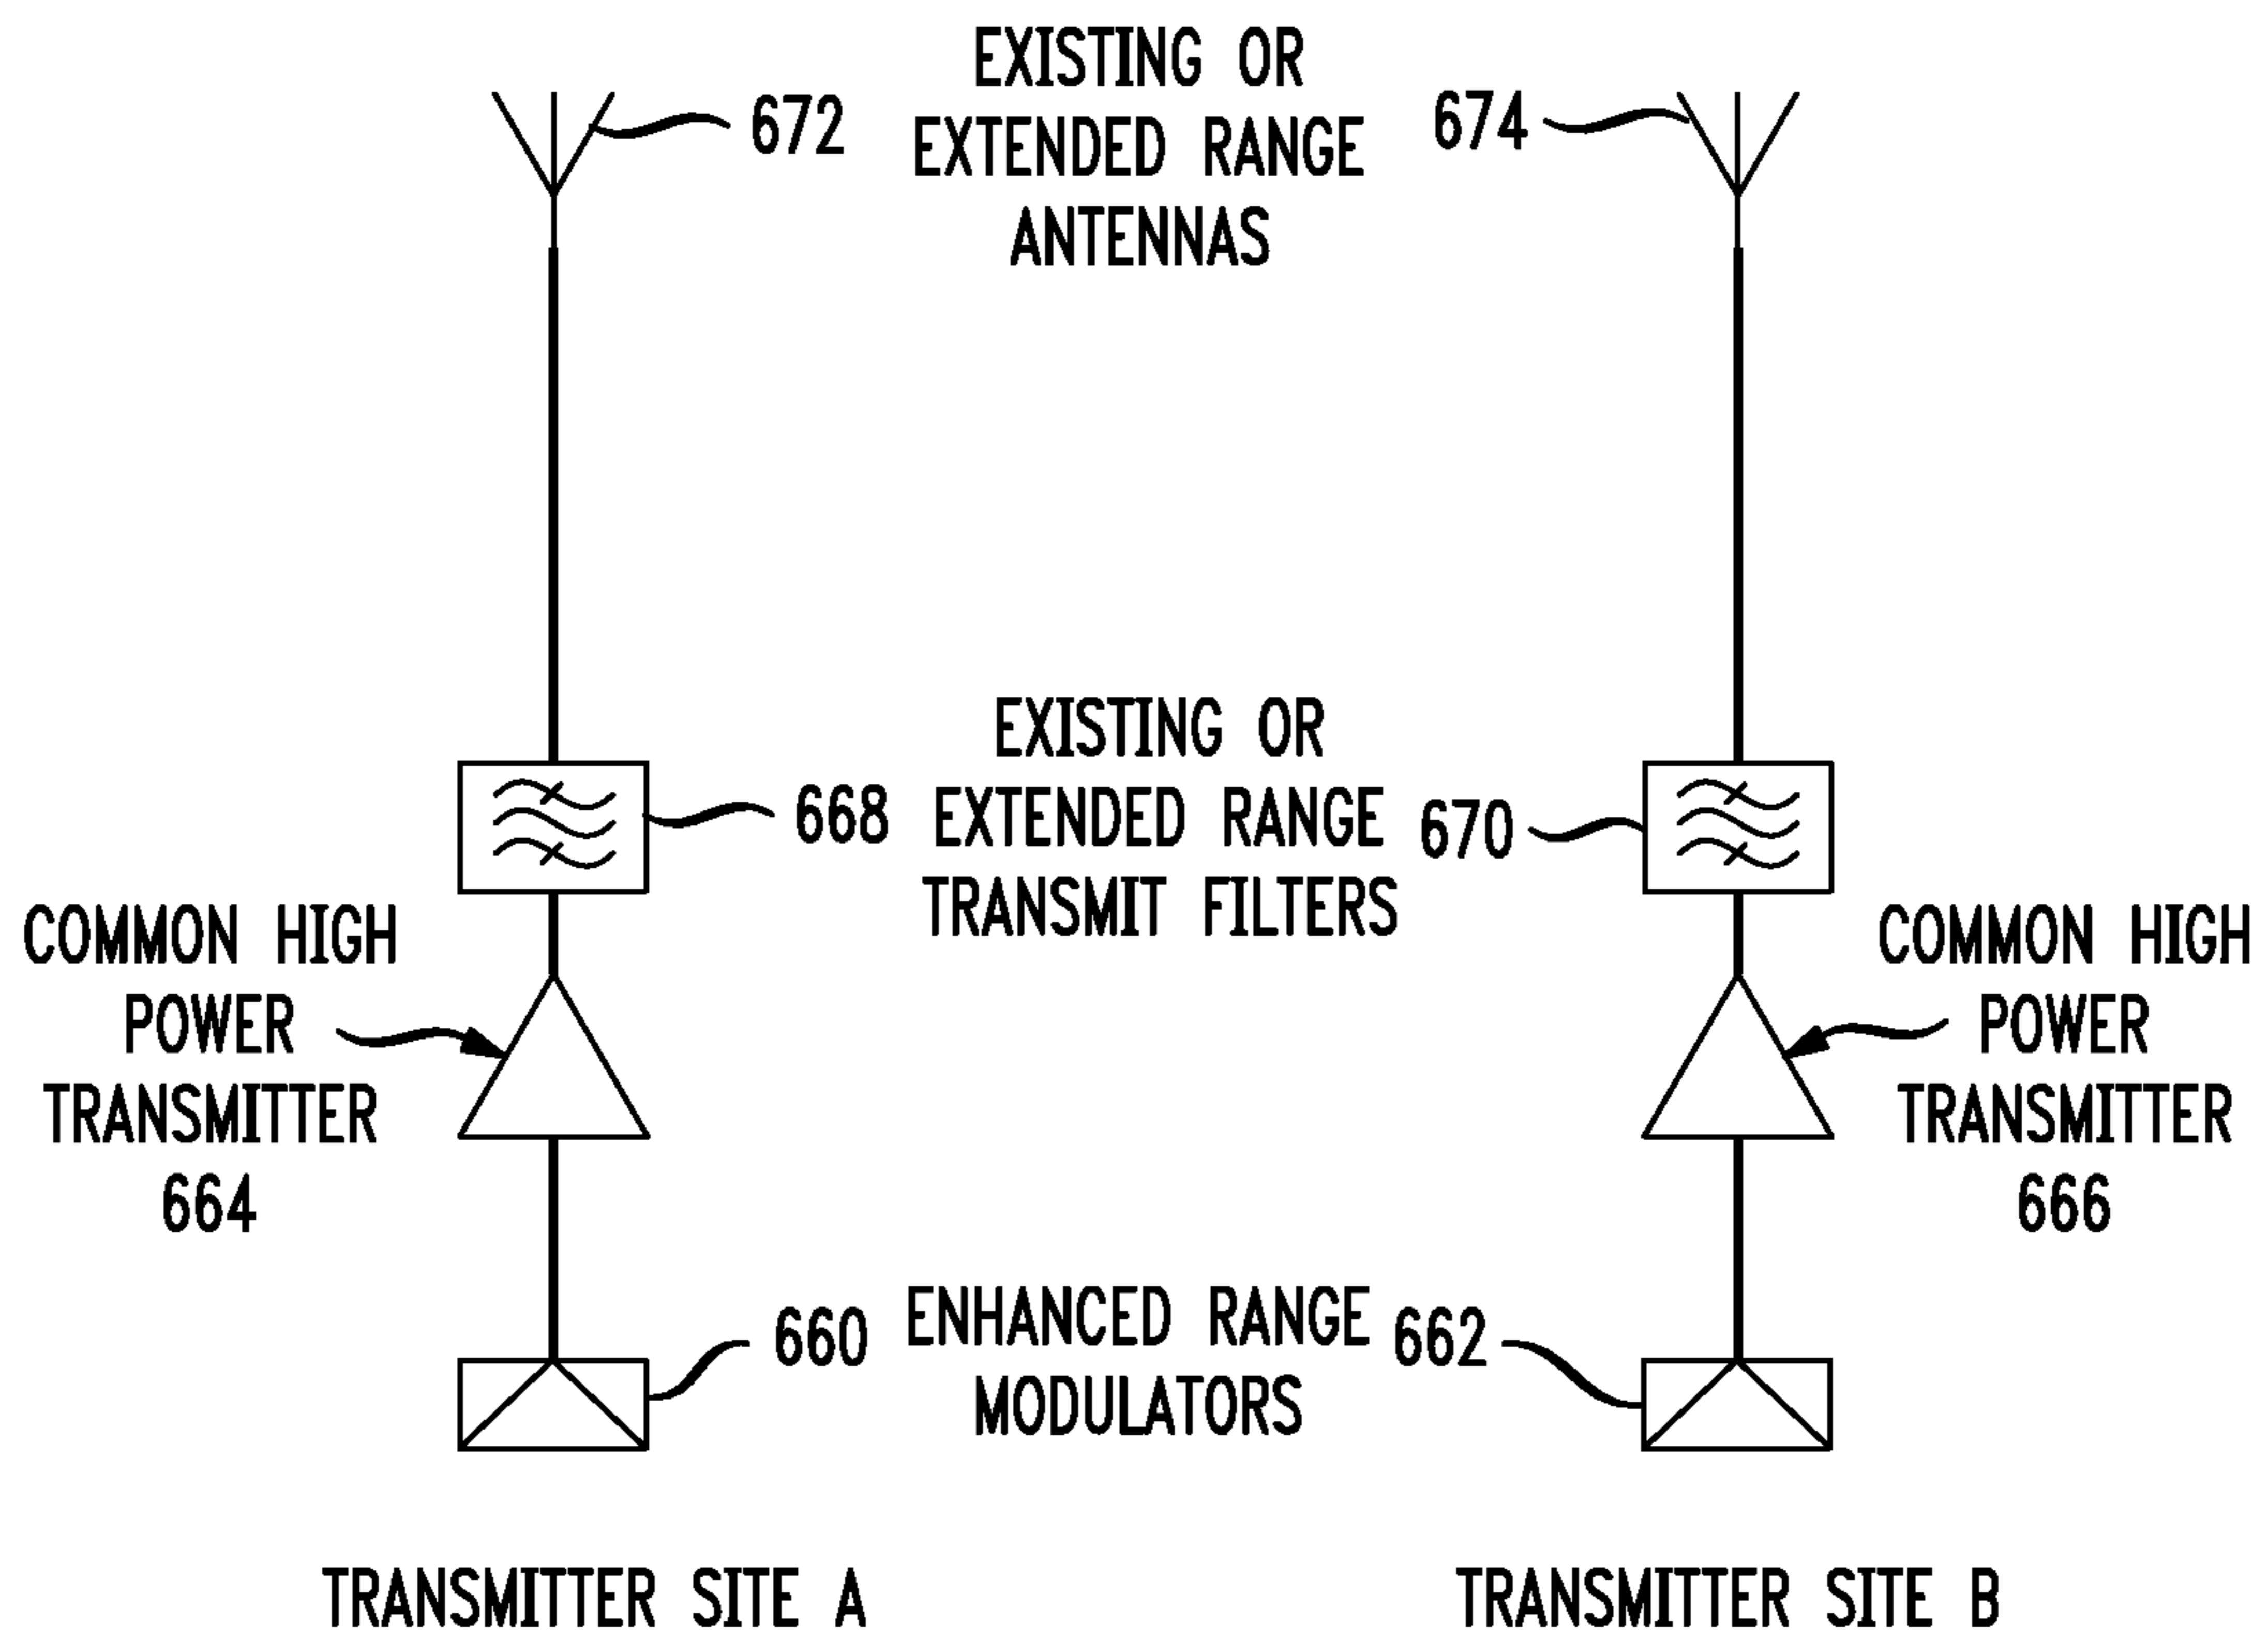 EXISTING OR
EXTENDED RANGE
ANTENNAS
672
674
EXISTING OR
EXTENDED RANGE
TRANSMIT FILTERS
668
670
COMMON HIGH
POWER
TRANSMITTER
664
COMMON HIGH
POWER
TRANSMITTER
666
660
ENHANCED RANGE
MODULATORS
662
TRANSMITTER SITE A
TRANSMITTER SITE B